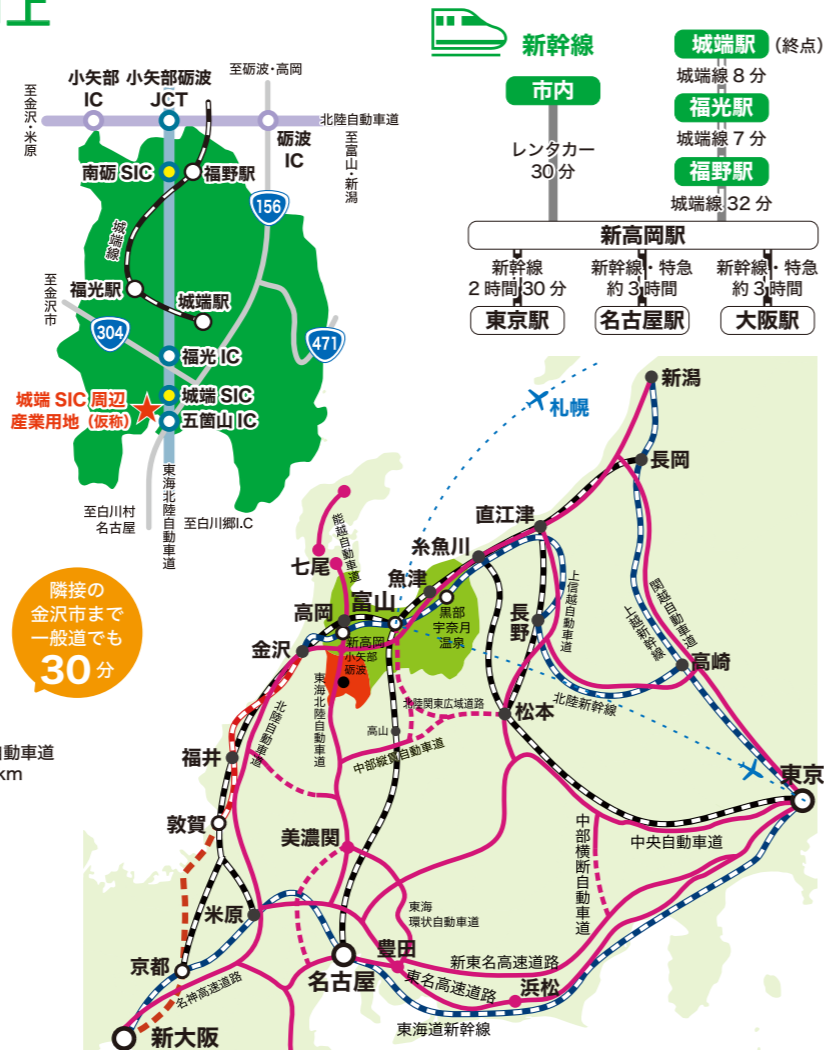 上
小矢部
IC
小矢部砺波
JCT
至砺波・高岡
至金沢・米原
北陸自動車道
砺波
IC
至富山・新潟
南砺 SIC
福野駅
156
城端線
福光駅
城端駅
至金沢市
304
471
福光 IC
城端 SIC 周辺
産業用地（仮称）
城端 SIC
五箇山 IC
東海北陸自動車道
至白川村
名古屋
至白川郷I.C
新幹線
城端駅
（終点）
城端線 8 分
市内
福光駅
城端線 7 分
レンタカー
30 分
福野駅
城端線 32 分
新高岡駅
新幹線
2 時間 30 分
新幹線・特急
約 3 時間
新幹線・特急
約 3 時間
東京駅
名古屋駅
大阪駅
隣接の
金沢市まで
一般道でも
30 分
動車道
km
札幌
新潟
長岡
直江津
糸魚川
魚津
能越自動車道
七尾
富山
高岡
黒部
宇奈月
温泉
長野
上信越自動車道
関越自動車道
上越新幹線
新高岡
小矢部
砺波
金沢
高崎
北陸新幹線
東海北陸自動車道
北陸関東広域道路
松本
高山
中部縦貫自動車道
北陸自動車道
福井
東京
敦賀
美濃関
中部横断自動車道
中央自動車道
米原
東海
環状自動車道
豊田
新東名高速道路
京都
名古屋
東名高速道路
浜松
名神高速道路
東海道新幹線
新大阪